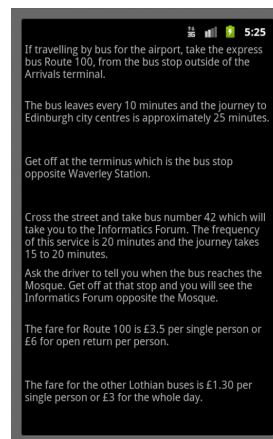 3G 5:25
If travelling by bus for the airport, take the express
bus Route 100, from the bus stop outside of the
Arrivals terminal.
The bus leaves every 10 minutes and the journey to
Edinburgh city centres is approximately 25 minutes.
Get off at the terminus which is the bus stop
opposite Waverley Station.
Cross the street and take bus number 42 which will
take you to the Informatics Forum. The frequency
of this service is 20 minutes and the journey takes
15 to 20 minutes.
Ask the driver to tell you when the bus reaches the
Mosque. Get off at that stop and you will see the
Informatics Forum opposite the Mosque.
The fare for Route 100 is £3.5 per single person or
£6 for open return per person.
The fare for the other Lothian buses is £1.30 per
single person or £3 for the whole day.